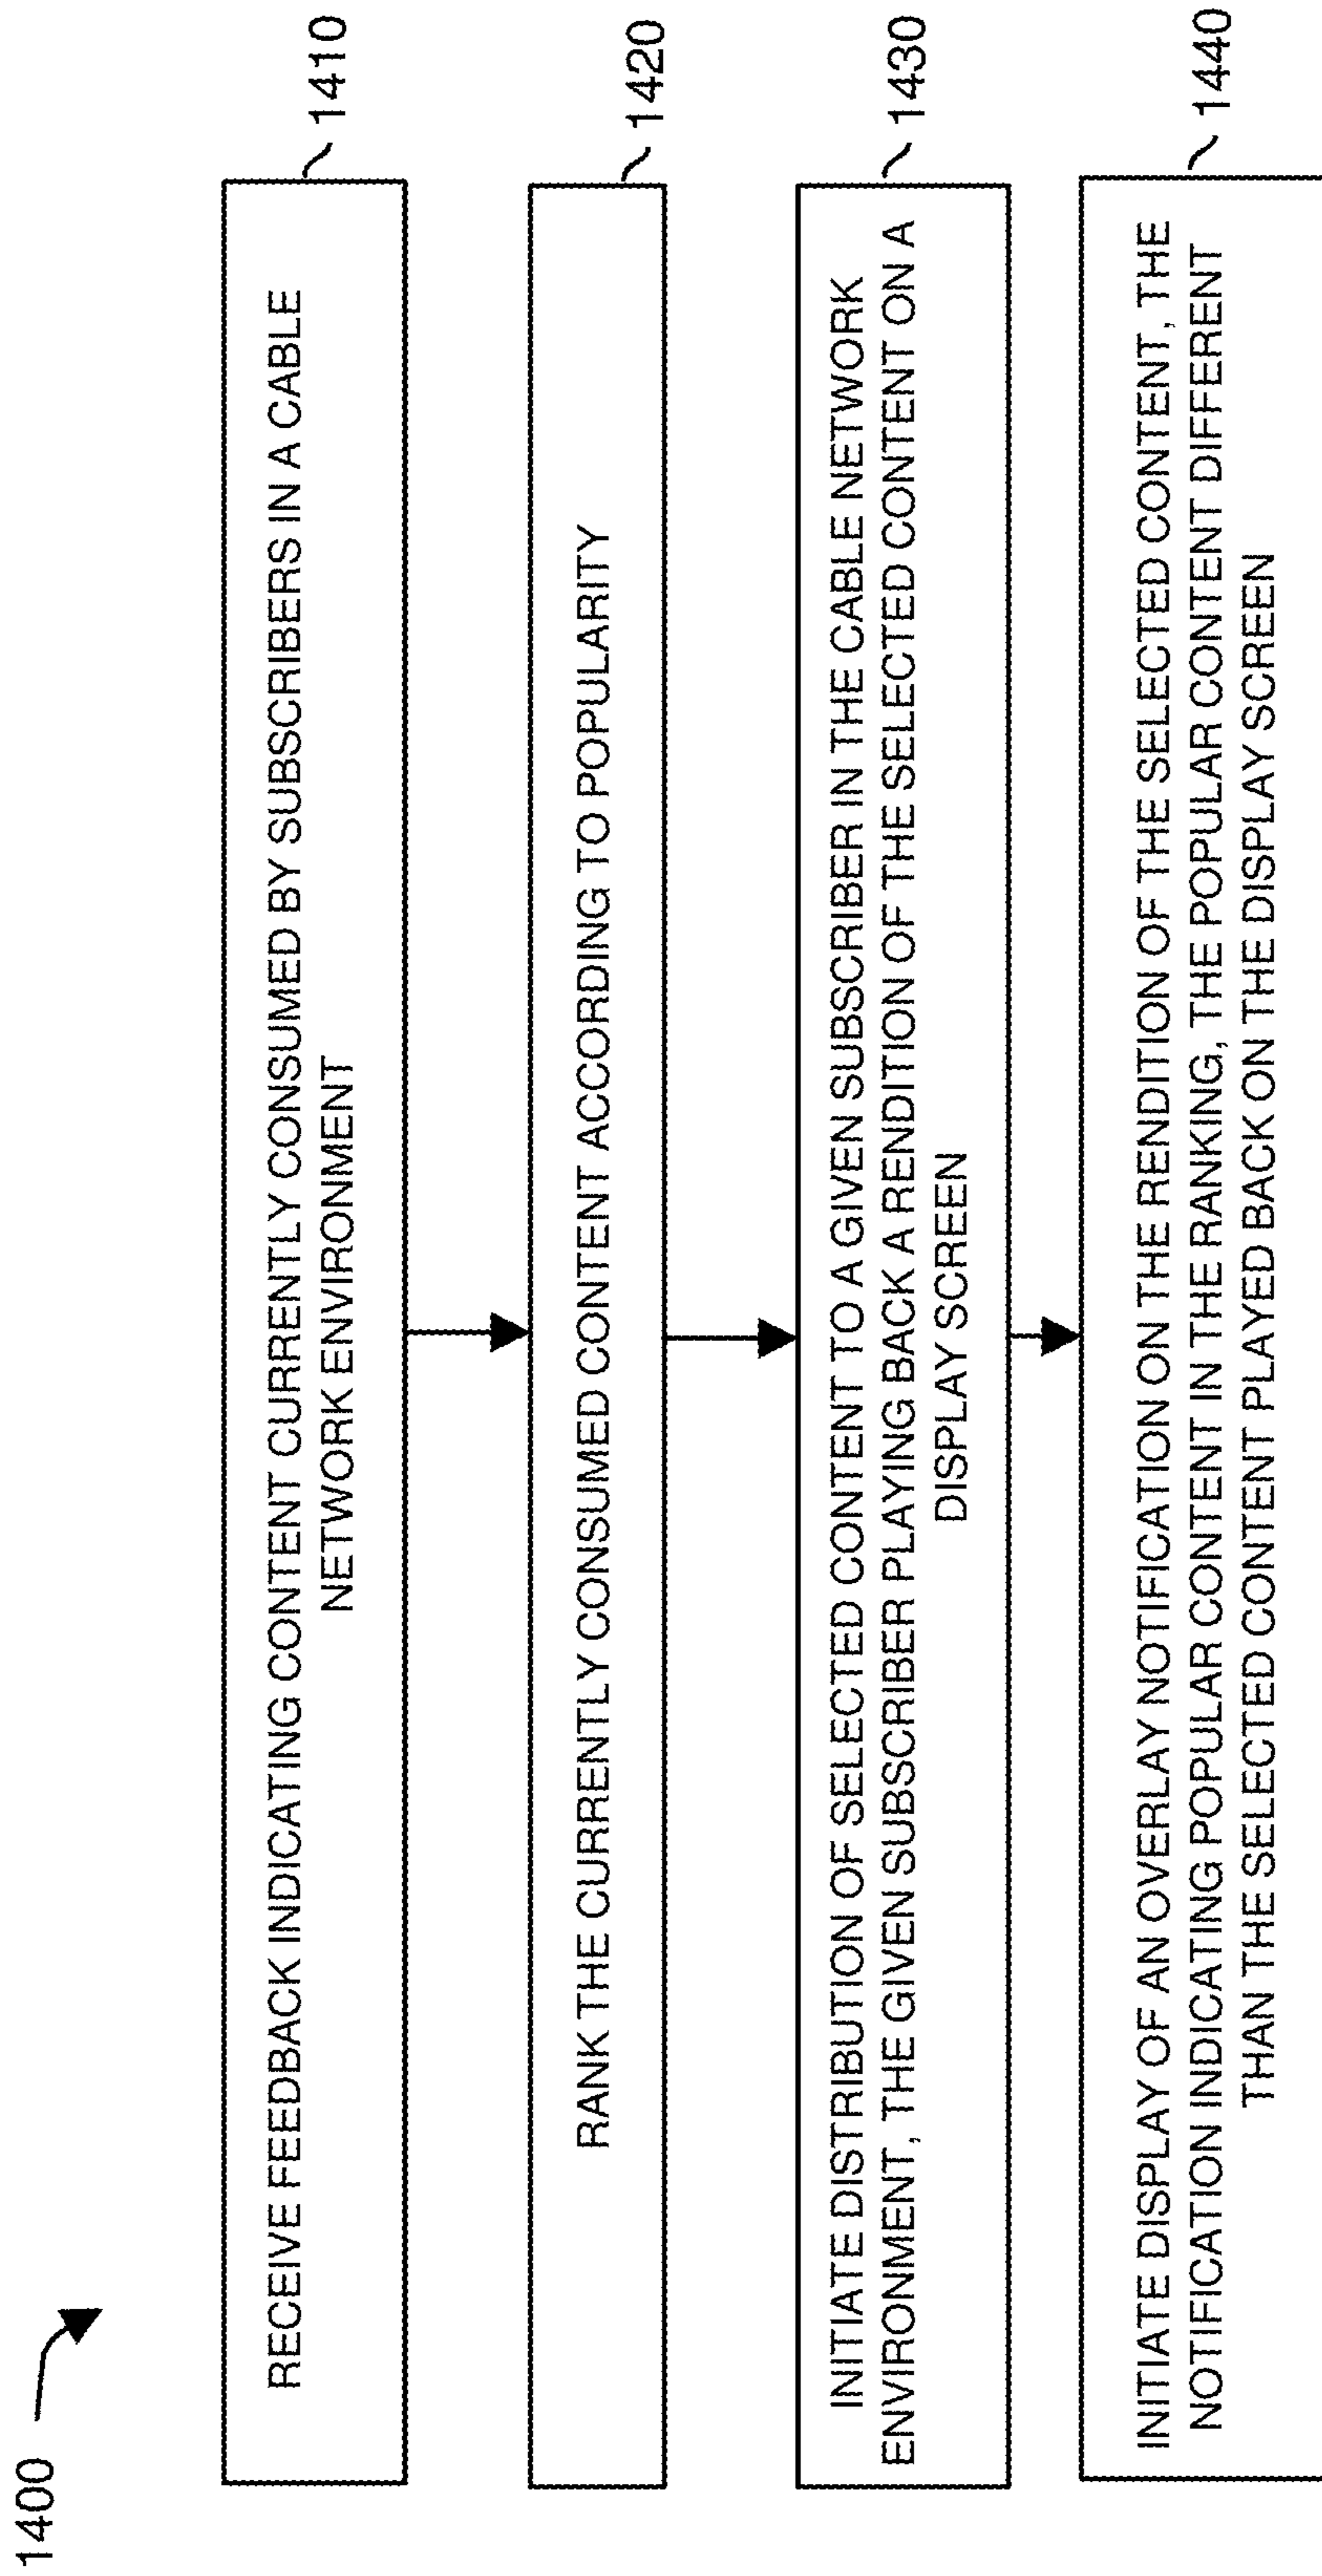 1400
RECEIVE FEEDBACK INDICATING CONTENT CURRENTLY CONSUMED BY SUBSCRIBERS IN A CABLE
NETWORK ENVIRONMENT
1410
RANK THE CURRENTLY CONSUMED CONTENT ACCORDING TO POPULARITY
1420
INITIATE DISTRIBUTION OF SELECTED CONTENT TO A GIVEN SUBSCRIBER IN THE CABLE NETWORK
ENVIRONMENT, THE GIVEN SUBSCRIBER PLAYING BACK A RENDITION OF THE SELECTED CONTENT ON A
DISPLAY SCREEN
1430
INITIATE DISPLAY OF AN OVERLAY NOTIFICATION ON THE RENDITION OF THE SELECTED CONTENT, THE
NOTIFICATION INDICATING POPULAR CONTENT IN THE RANKING, THE POPULAR CONTENT DIFFERENT
THAN THE SELECTED CONTENT PLAYED BACK ON THE DISPLAY SCREEN
1440